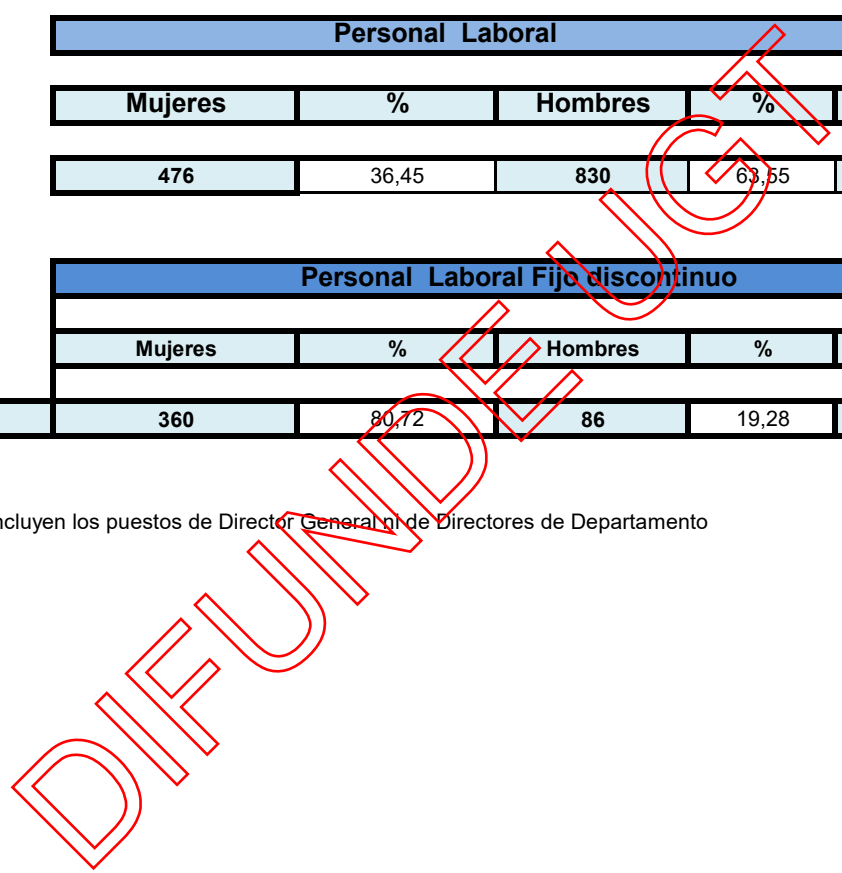 Personal Laboral
Mujeres % Hombres %
476 36,45 830 63,55
Personal Laboral Fijo discontinuo
Mujeres % Hombres %
360 80,72 86 19,28
ncluyen los puestos de Director General ni de Directores de Departamento
DIFUNDE UGT